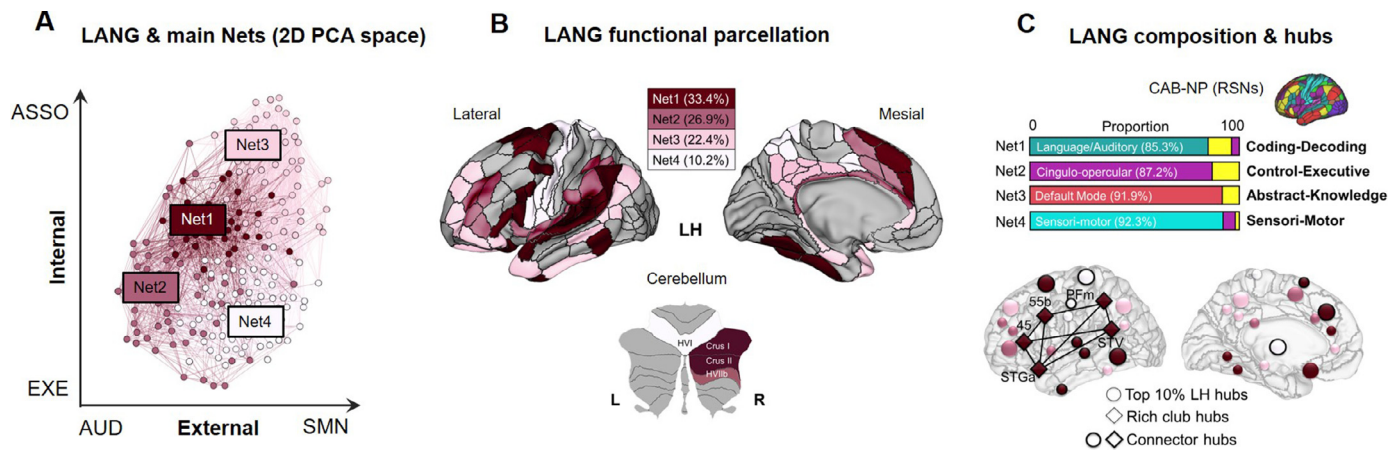 A
LANG & main Nets (2D PCA space)
ASSO
Internal
EXE
AUD
External
SMN
Net3
Net1
Net2
Net4
B
LANG functional parcellation
Lateral
Net1 (33.4%)
Net2 (26.9%)
Net3 (22.4%)
Net4 (10.2%)
Mesial
LH
Cerebellum
HVI
Crus I
Crus II
HVIIb
L
R
C
LANG composition & hubs
CAB-NP (RSNs)
0 Proportion 100
Net1 Language/Auditory (85.3%) Coding-Decoding
Net2 Cingulo-opercular (87.2%) Control-Executive
Net3 Default Mode (91.9%) Abstract-Knowledge
Net4 Sensori-motor (92.3%) Sensori-Motor
PFm
55b
45
STV
STGa
Top 10% LH hubs
Rich club hubs
Connector hubs